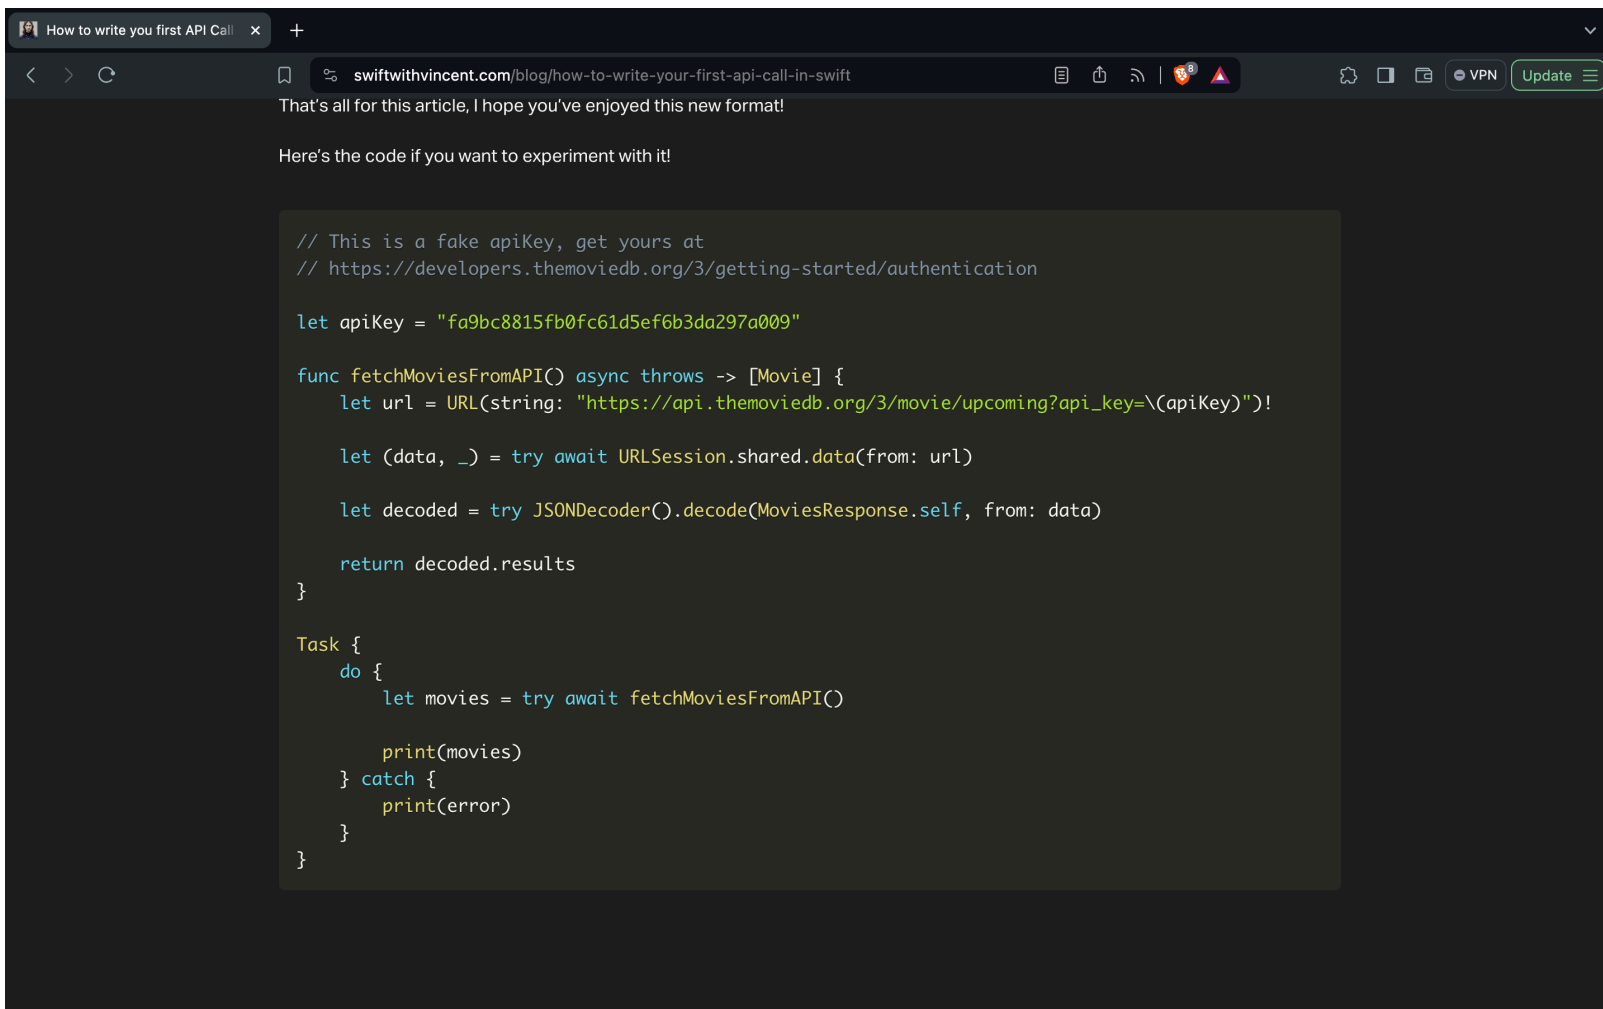 How to write you first API Call
swiftwithvincent.com/blog/how-to-write-your-first-api-call-in-swift
8
VPN
Update
That's all for this article, I hope you've enjoyed this new format!
Here's the code if you want to experiment with it!
// This is a fake apiKey, get yours at
// https://developers.themoviedb.org/3/getting-started/authentication
let apiKey = "fa9bc8815fb0fc61d5ef6b3da297a009"
func fetchMoviesFromAPI() async throws -> [Movie] {
    let url = URL(string: "https://api.themoviedb.org/3/movie/upcoming?api_key=\(apiKey)")!
    let (data, _) = try await URLSession.shared.data(from: url)
    let decoded = try JSONDecoder().decode(MoviesResponse.self, from: data)
    return decoded.results
}
Task {
    do {
        let movies = try await fetchMoviesFromAPI()
        print(movies)
    } catch {
        print(error)
    }
}